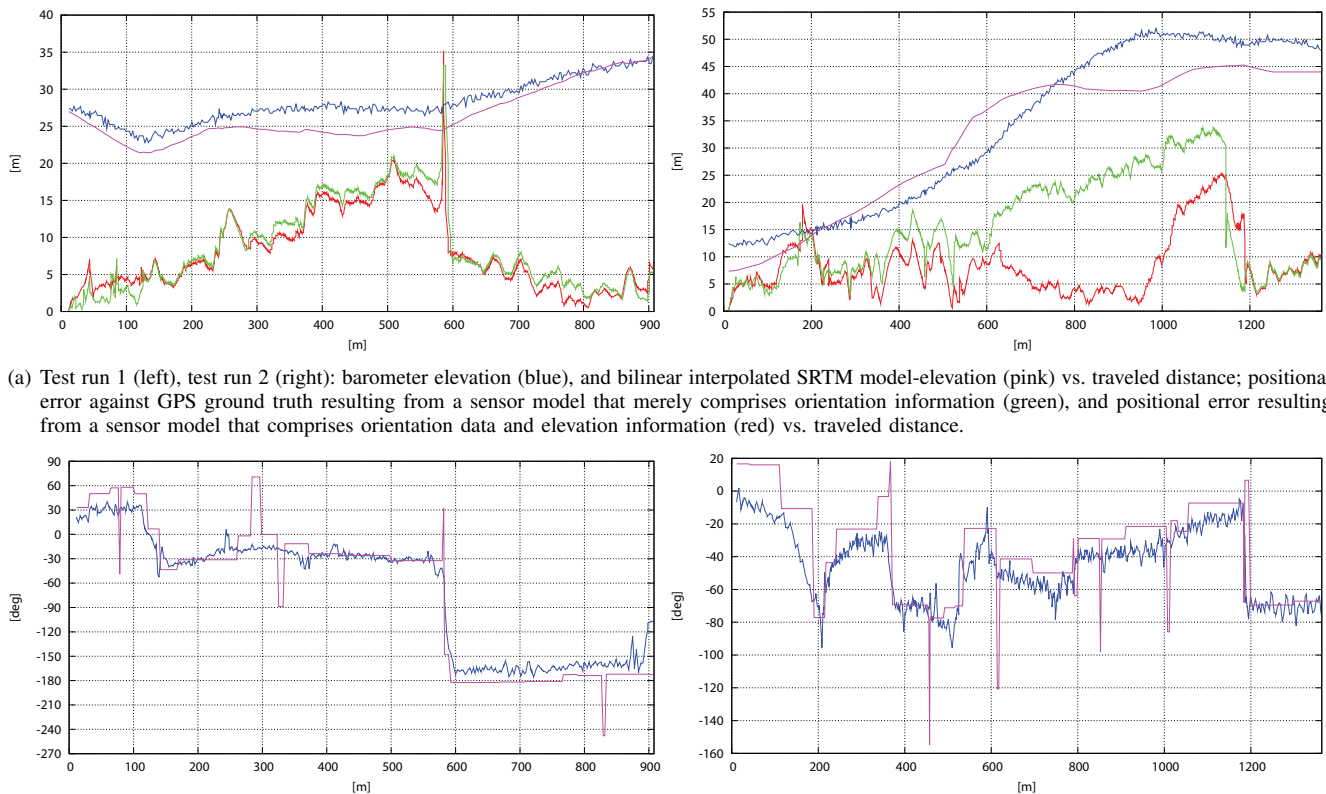 40
35
30
25
20
15
10
5
0
[m]
0 100 200 300 400 500 600 700 800 900
[m]
55
50
45
40
35
30
25
20
15
10
5
0
[m]
200 400 600 800 1000 1200
[m]
(a) Test run 1 (left), test run 2 (right): barometer elevation (blue), and bilinear interpolated SRTM model-elevation (pink) vs. traveled distance; positiona
error against GPS ground truth resulting from a sensor model that merely comprises orientation information (green), and positional error resulting
from a sensor model that comprises orientation data and elevation information (red) vs. traveled distance.
90
60
30
0
-30
-60
-90
-120
-150
-180
-210
-240
-270
[deg]
0 100 200 300 400 500 600 700 800 900
[m]
20
0
-20
-40
-60
-80
-100
-120
-140
-160
[deg]
0 200 400 600 800 1000 1200
[m]